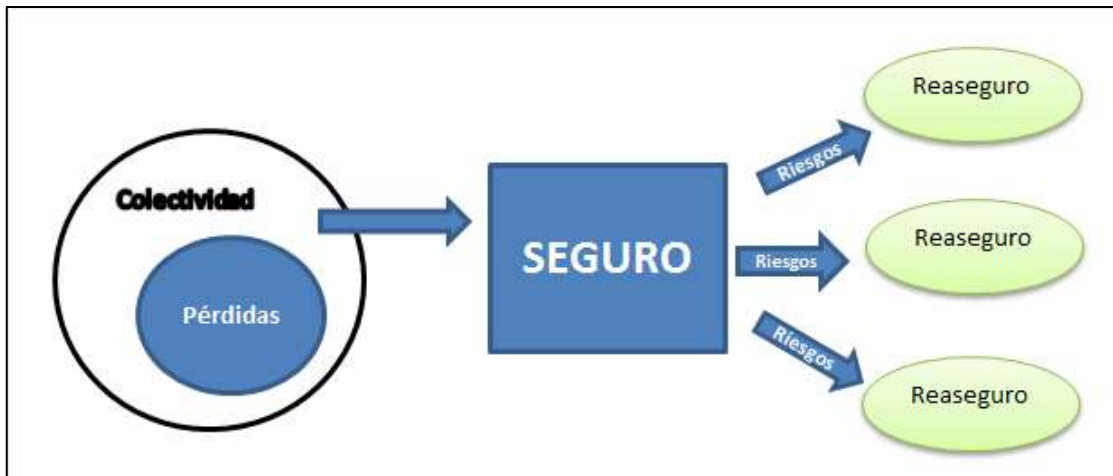 Colectividad
Pérdidas
SEGURO
Riesgos
Riesgos
Riesgos
Reaseguro
Reaseguro
Reaseguro